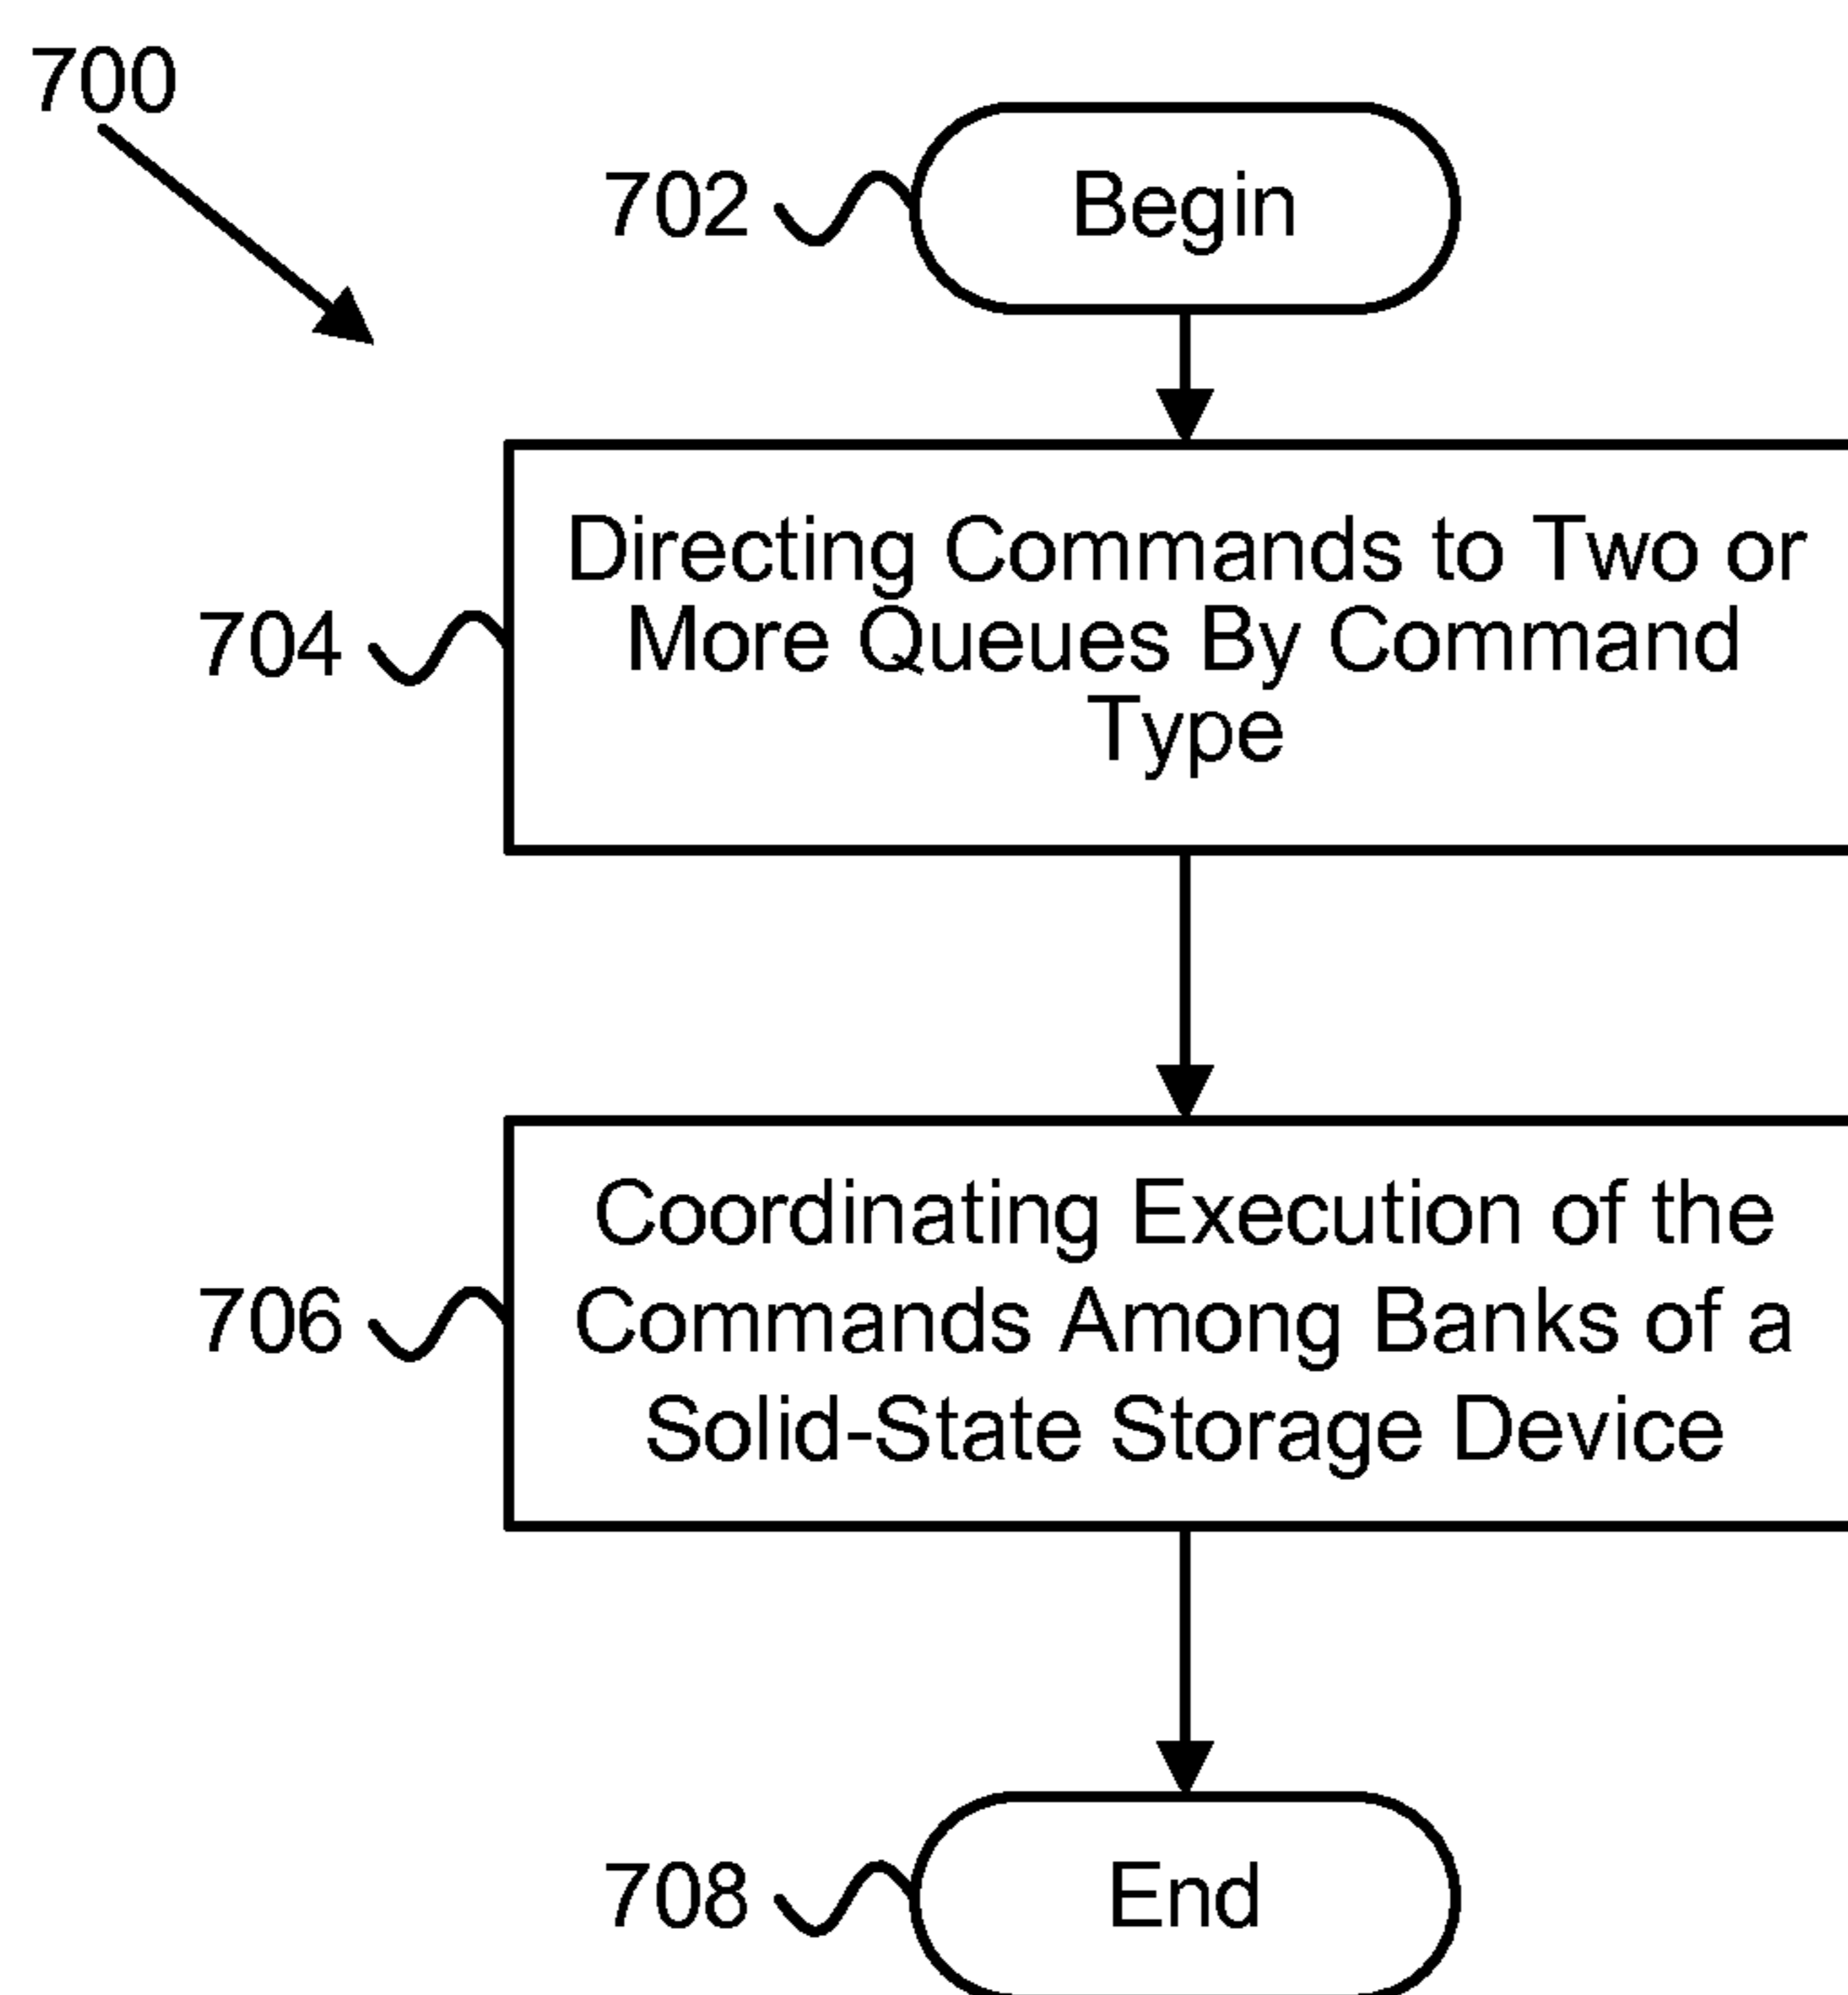 700
702
Begin
Directing Commands to Two or
More Queues By Command
704
Type
Coordinating Execution of the
706
Commands Among Banks of a
Solid-State Storage Device
708
End